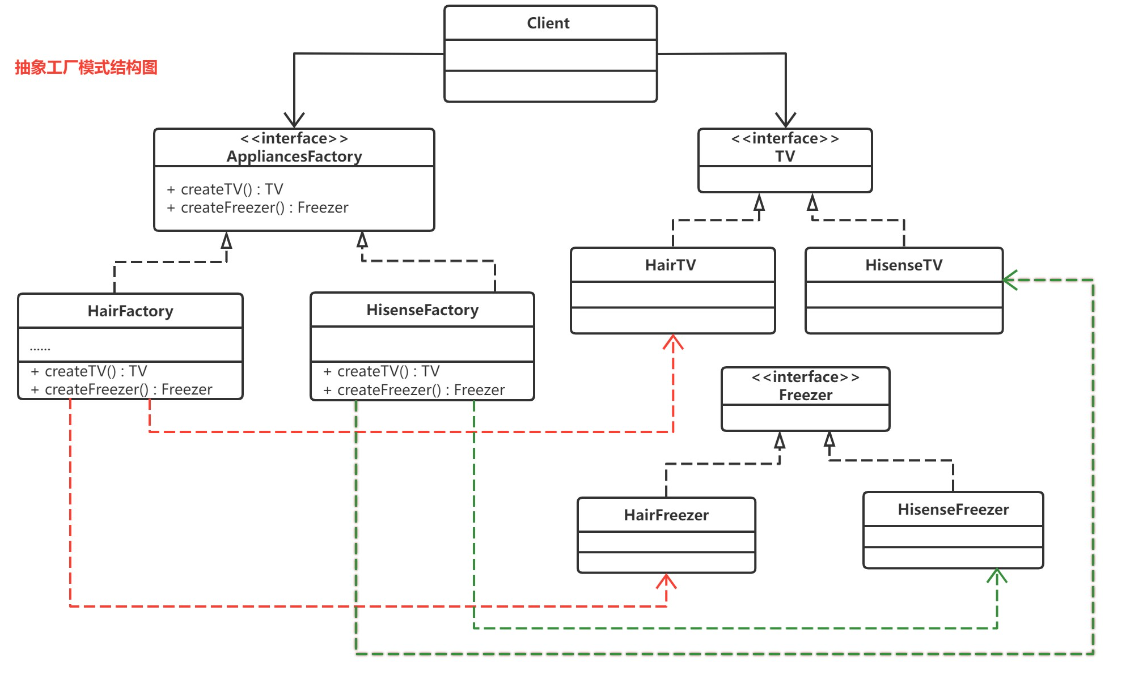 Client
抽象工厂模式结构图
<<interface>>
AppliancesFactory
+ createTV() : TV
+ createFreezer() : Freezer
<<interface>>
TV
HairTV
HisenseTV
HairFactory
......
+ createTV() : TV
+ createFreezer() : Freezer
HisenseFactory
+ createTV() : TV
+ createFreezer() : Freezer
<<interface>>
Freezer
HairFreezer
HisenseFreezer